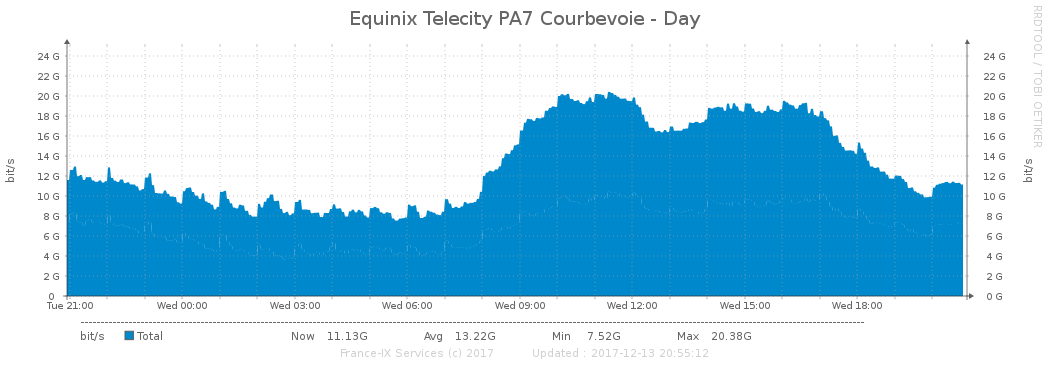 Equinix Telecity PA7 Courbevoie - Day
RRDTOOL / TOBI OETIKER
bit/s
24 G 24 G
22 G 22 G
20 G 20 G
18 G 18 G
16 G 16 G
14 G 14 G
12 G 12 G
10 G 10 G
8 G 8 G
6 G 6 G
4 G 4 G
2 G 2 G
0 0 G
bit/s
Tue 21:00 Wed 00:00 Wed 03:00 Wed 06:00 Wed 09:00 Wed 12:00 Wed 15:00 Wed 18:00
bit/s Total Now 11.13G Avg 13.22G Min 7.52G Max 20.38G
France-IX Services (c) 2017 Updated : 2017-12-13 20:55:12